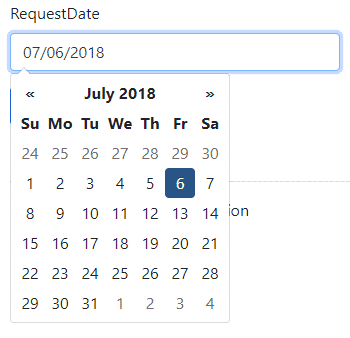 RequestDate
07/06/2018
« July 2018 »
Su Mo Tu We Th Fr Sa
24 25 26 27 28 29 30
1 2 3 4 5 6 7
8 9 10 11 12 13 14
15 16 17 18 19 20 21
22 23 24 25 26 27 28
29 30 31 1 2 3 4